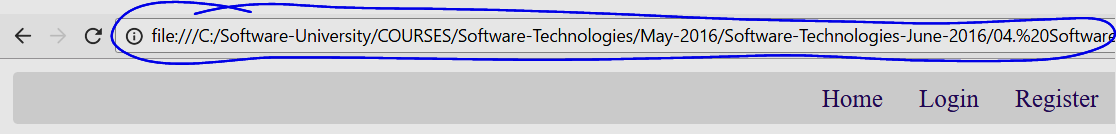 file:///C:/Software-University/COURSES/Software-Technologies/May-2016/Software-Technologies-June-2016/04.%20Software
Home Login Register